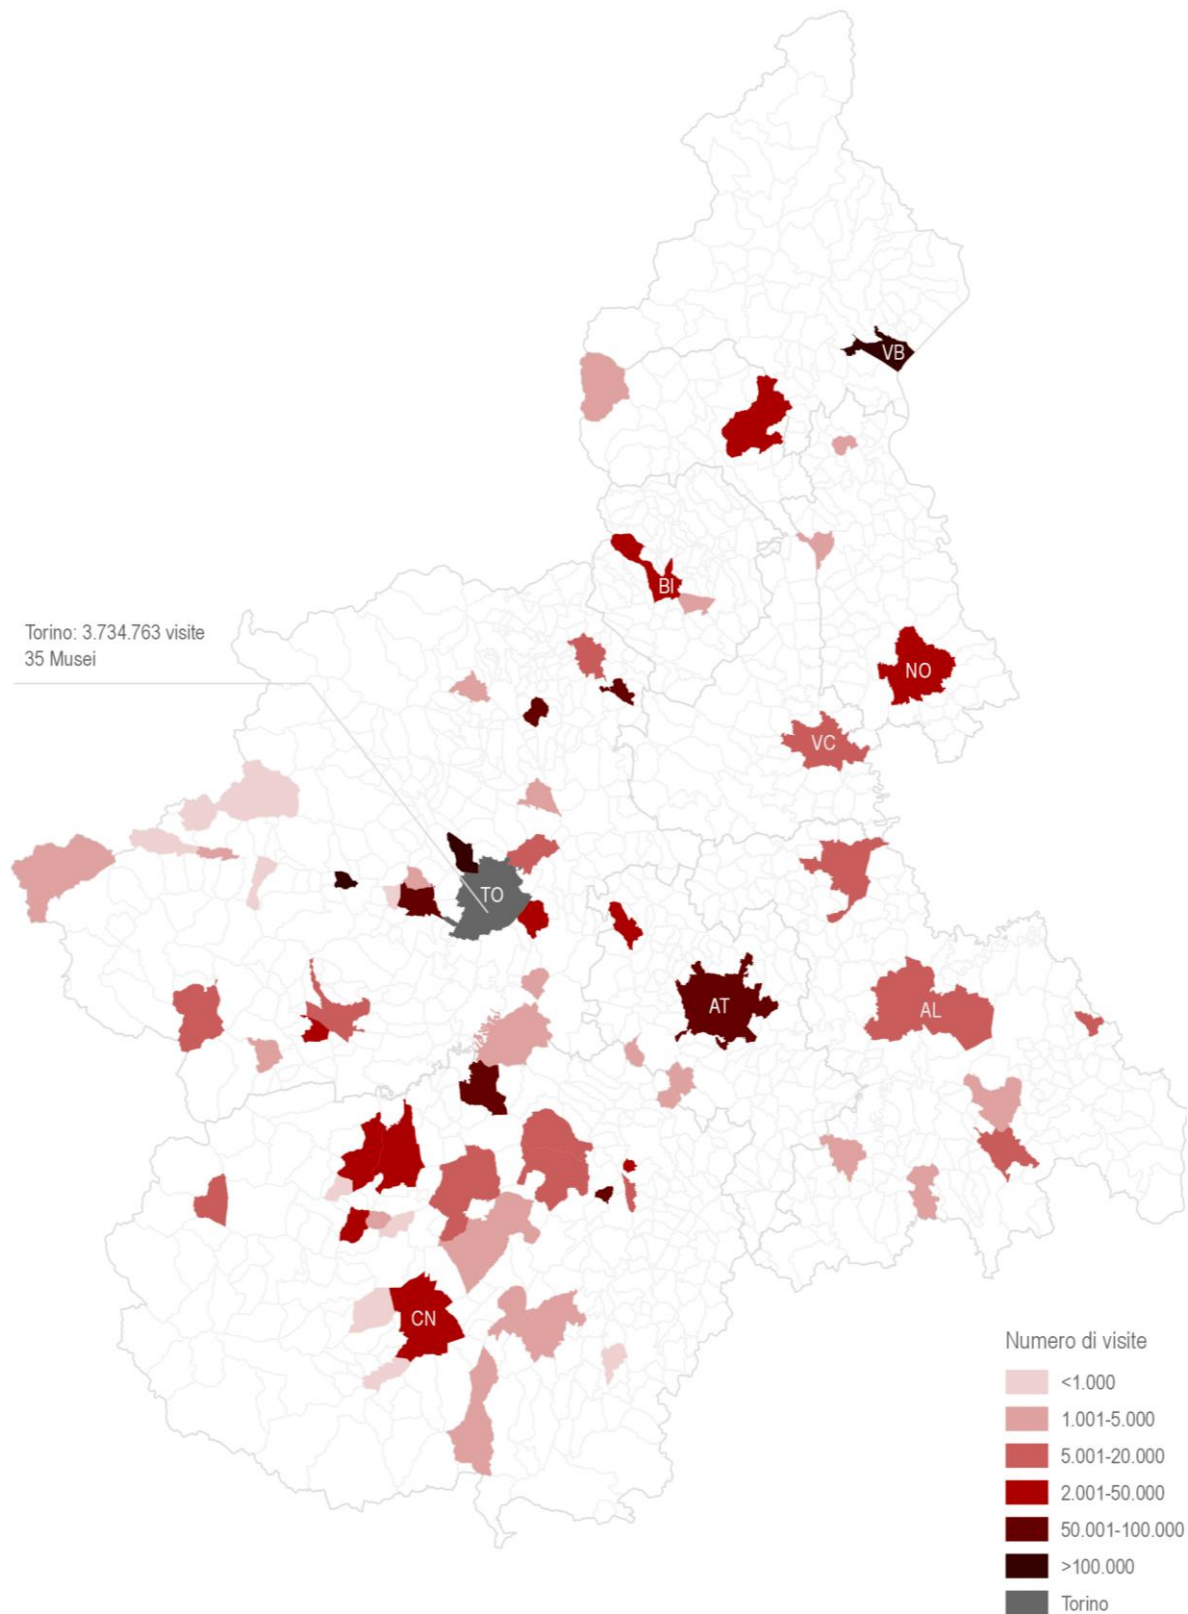 VB
BI
Torino: 3.734.763 visite
35 Musei
NO
VC
TO
AT
AL
CN
Numero di visite
<1.000
1.001-5.000
5.001-20.000
2.001-50.000
50.001-100.000
>100.000
Torino